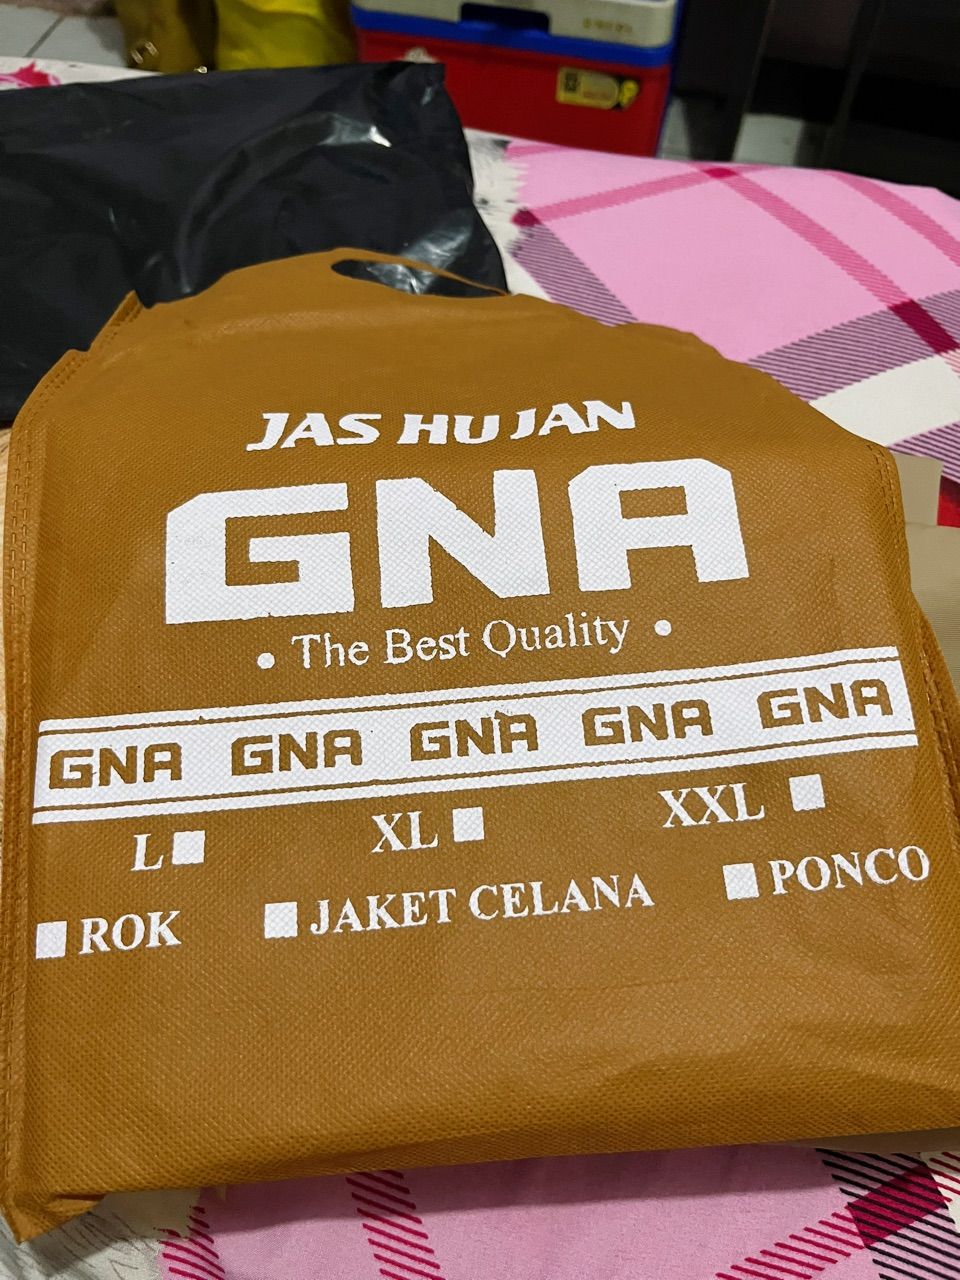 JAS HUJAN
GNA
• The Best Quality •
GNA GNA GNA GNA GNA
L XL XXL
ROK JAKET CELANA PONCO